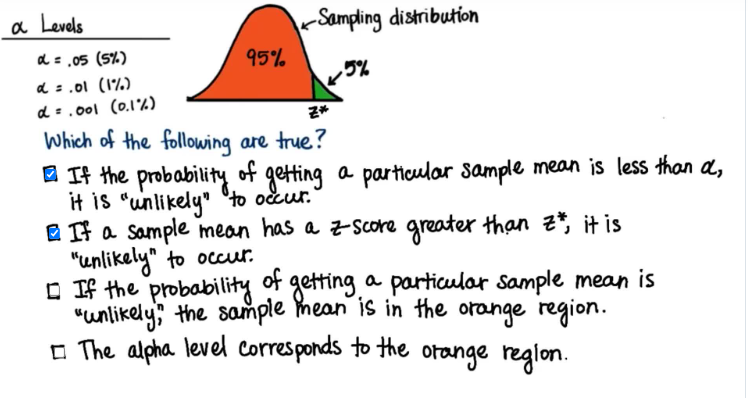 α Levels
α = .05 (5%)
α = .01 (1%)
α = .001 (0.1%)
Sampling distribution
95%
5%
z*
Which of the following are true?
If the probability of getting a particular sample mean is less than α,
it is "unlikely" to occur.
If a sample mean has a z-score greater than z*, it is
"unlikely" to occur.
If the probability of getting a particular sample mean is
"unlikely", the sample mean is in the orange region.
The alpha level corresponds to the orange region.